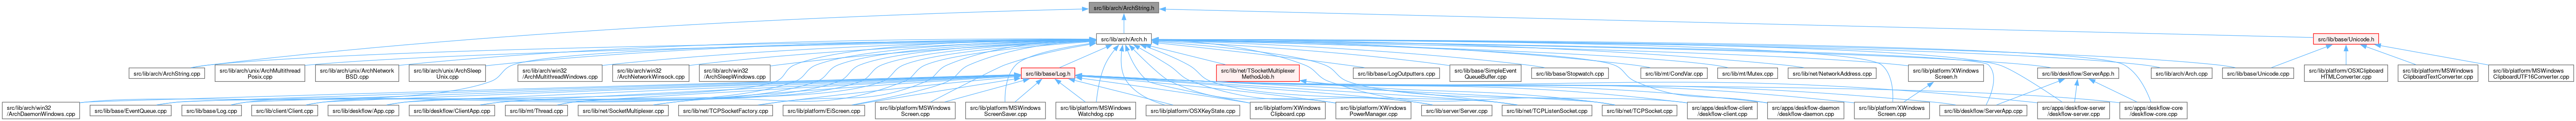 src/lib/arch/ArchString.h
src/lib/arch/Arch.h
src/lib/base/Unicode.h
src/lib/arch/ArchString.cpp
src/lib/arch/unix/ArchMultithread
Posix.cpp
src/lib/arch/unix/ArchNetwork
BSD.cpp
src/lib/arch/unix/ArchSleep
Unix.cpp
src/lib/arch/win32
/ArchMultithreadWindows.cpp
src/lib/arch/win32
/ArchNetworkWinsock.cpp
src/lib/arch/win32
/ArchSleepWindows.cpp
src/lib/base/Log.h
src/lib/net/TSocketMultiplexer
MethodJob.h
src/lib/base/LogOutputters.cpp
src/lib/base/SimpleEvent
QueueBuffer.cpp
src/lib/base/Stopwatch.cpp
src/lib/mt/CondVar.cpp
src/lib/mt/Mutex.cpp
src/lib/net/NetworkAddress.cpp
src/lib/platform/XWindows
Screen.h
src/lib/deskflow/ServerApp.h
src/lib/arch/Arch.cpp
src/lib/base/Unicode.cpp
src/lib/platform/OSXClipboard
HTMLConverter.cpp
src/lib/platform/MSWindows
ClipboardTextConverter.cpp
src/lib/platform/MSWindows
ClipboardUTF16Converter.cpp
src/lib/arch/win32
/ArchDaemonWindows.cpp
src/lib/base/EventQueue.cpp
src/lib/base/Log.cpp
src/lib/client/Client.cpp
src/lib/deskflow/App.cpp
src/lib/deskflow/ClientApp.cpp
src/lib/mt/Thread.cpp
src/lib/net/SocketMultiplexer.cpp
src/lib/net/TCPSocketFactory.cpp
src/lib/platform/EiScreen.cpp
src/lib/platform/MSWindows
Screen.cpp
src/lib/platform/MSWindows
ScreenSaver.cpp
src/lib/platform/MSWindows
Watchdog.cpp
src/lib/platform/OSXKeyState.cpp
src/lib/platform/XWindows
Clipboard.cpp
src/lib/platform/XWindows
PowerManager.cpp
src/lib/server/Server.cpp
src/lib/net/TCPListenSocket.cpp
src/lib/net/TCPSocket.cpp
src/apps/deskflow-client
/deskflow-client.cpp
src/apps/deskflow-daemon
/deskflow-daemon.cpp
src/lib/platform/XWindows
Screen.cpp
src/lib/deskflow/ServerApp.cpp
src/apps/deskflow-server
/deskflow-server.cpp
src/apps/deskflow-core
/deskflow-core.cpp